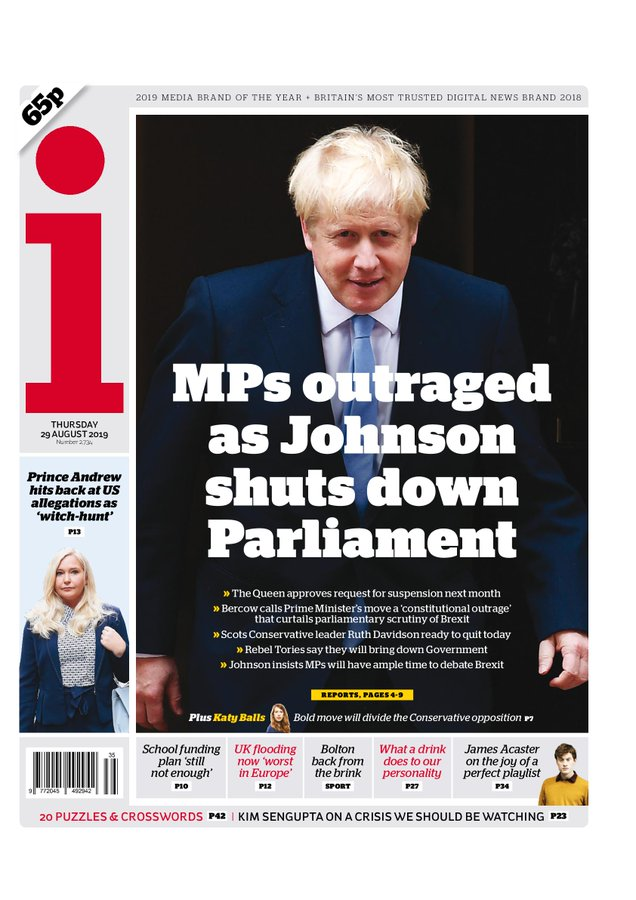 65p
2019 MEDIA BRAND OF THE YEAR + BRITAIN'S MOST TRUSTED DIGITAL NEWS BRAND 2018
i
THURSDAY
29 AUGUST 2019
Number 2,734
Prince Andrew
hits back at US
allegations as
‘witch-hunt’
P13
MPs outraged
as Johnson
shuts down
Parliament
» The Queen approves request for suspension next month
» Bercow calls Prime Minister's move a ‘constitutional outrage’
that curtails parliamentary scrutiny of Brexit
» Scots Conservative leader Ruth Davidson ready to quit today
» Rebel Tories say they will bring down Government
» Johnson insists MPs will have ample time to debate Brexit
REPORTS, PAGES 4-9
Plus Katy Balls Bold move will divide the Conservative opposition P7
35
9 772045 492942
School funding
plan ‘still
not enough’
P10
UK flooding
now ‘worst
in Europe’
P12
Bolton
back from
the brink
SPORT
What a drink
does to our
personality
P27
James Acaster
on the joy of a
perfect playlist
P34
20 PUZZLES & CROSSWORDS P42 | KIM SENGUPTA ON A CRISIS WE SHOULD BE WATCHING P23